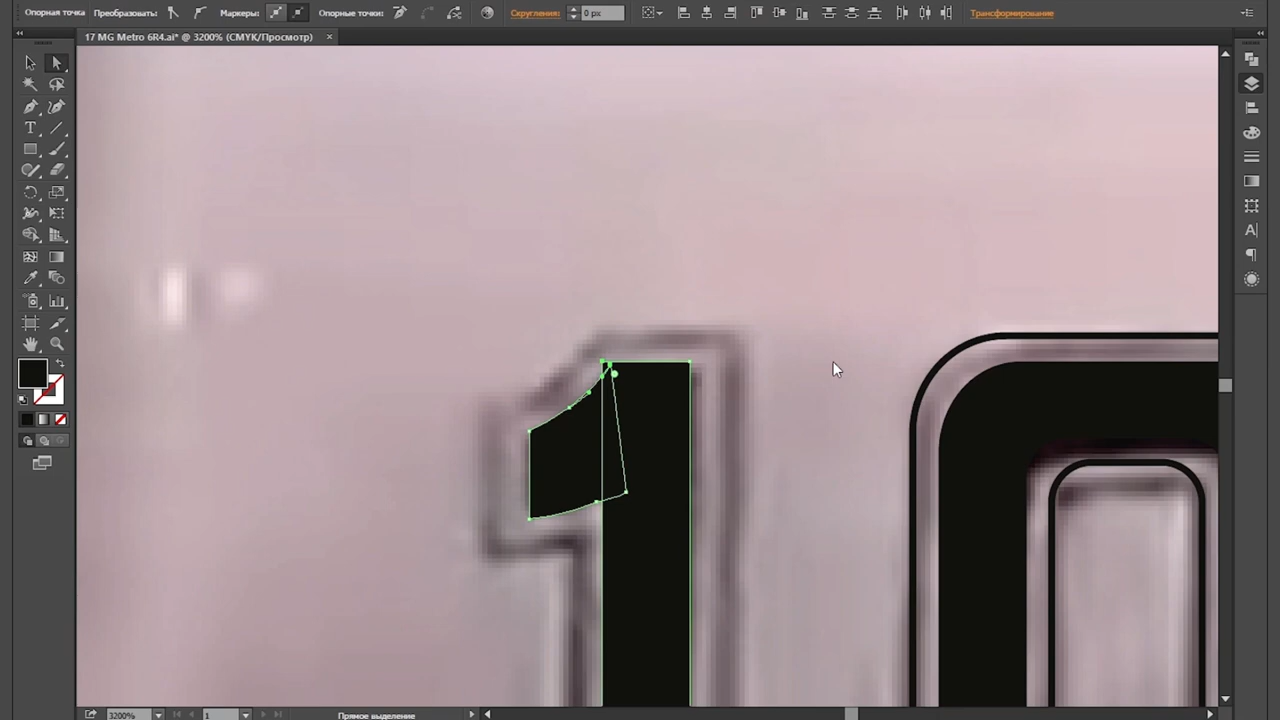 Опорная точка Преобразовать: Маркеры: Опорные точки: Скругления: 0 px Трансформирование
17 MG Metro 6R4.ai* @ 3200% (CMYK/Просмотр) ×
10
3200% 1 Прямое выделение